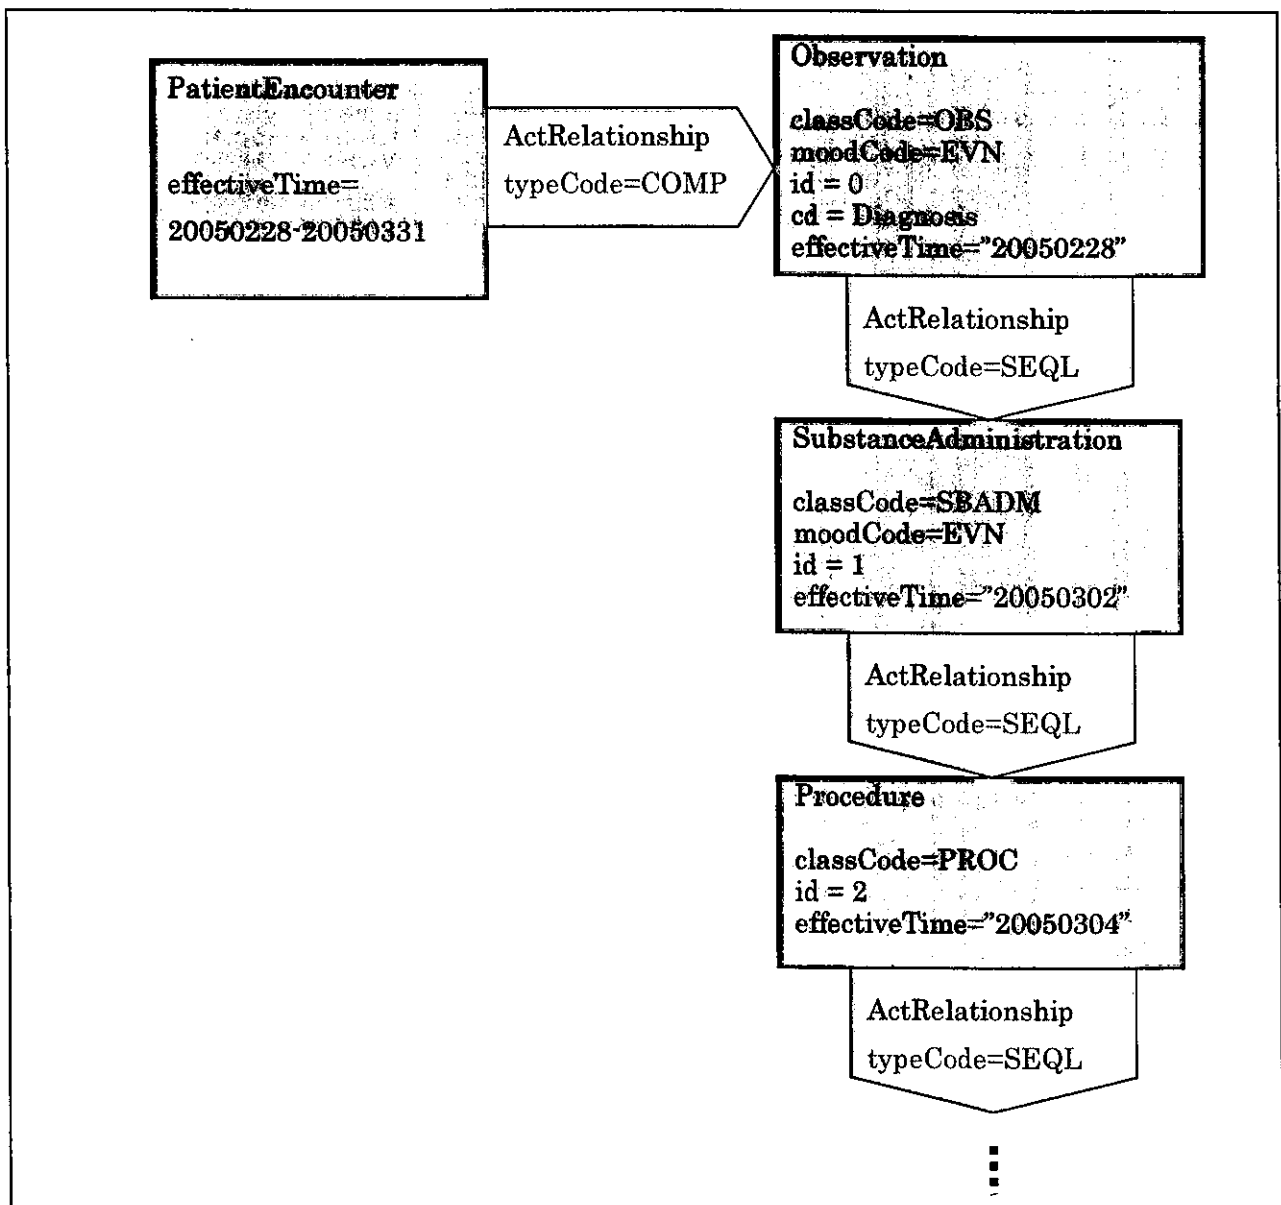 PatientEncounter
effectiveTime=
20050228-20050331
ActRelationship
typeCode=COMP
Observation
classCode=OBS
moodCode=EVN
id = 0
cd = Diagnosis
effectiveTime="20050228"
ActRelationship
typeCode=SEQL
SubstanceAdministration
classCode=SBADM
moodCode=EVN
id = 1
effectiveTime="20050302"
ActRelationship
typeCode=SEQL
Procedure
classCode=PROC
id = 2
effectiveTime="20050304"
ActRelationship
typeCode=SEQL